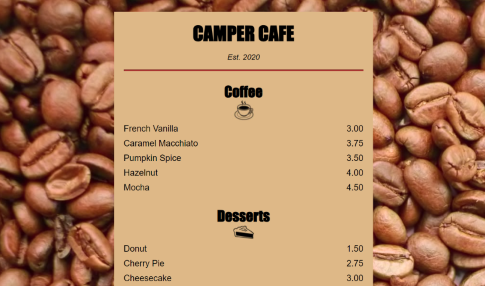 CAMPER CAFE
Est. 2020
Coffee
French Vanilla 3.00
Caramel Macchiato 3.75
Pumpkin Spice 3.50
Hazelnut 4.00
Mocha 4.50
Desserts
Donut 1.50
Cherry Pie 2.75
Cheesecake 3.00